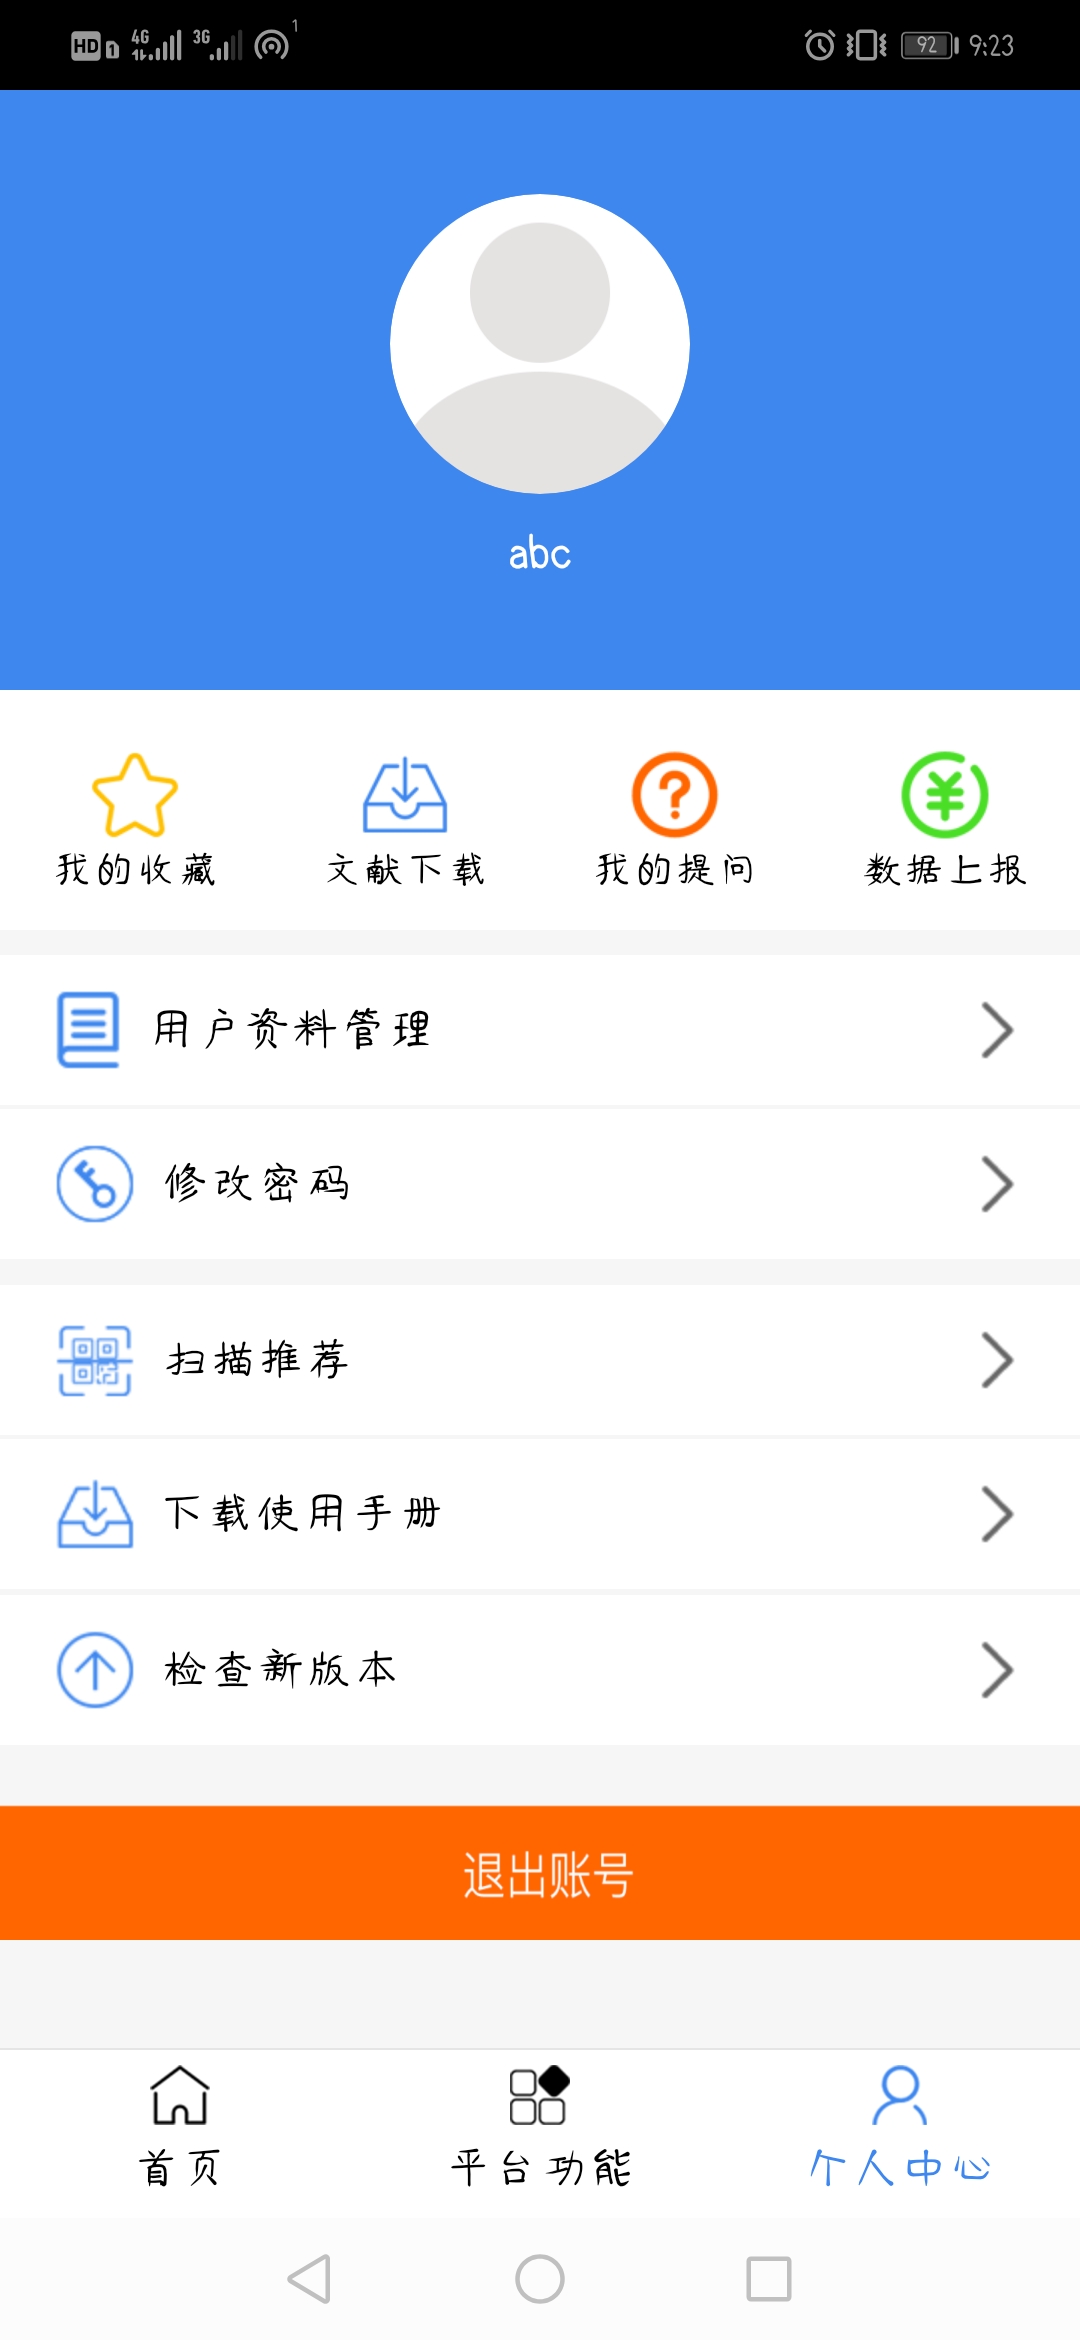 HD 1 4G 3G 1 92 9:23
abc
我的收藏 文献下载 我的提问 数据上报
用户资料管理
修改密码
扫描推荐
下载使用手册
检查新版本
退出账号
首页 平台功能 个人中心